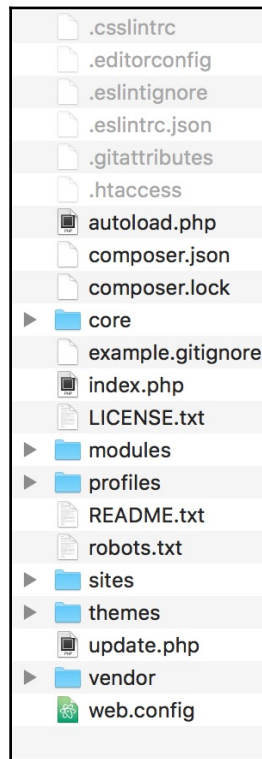 .csslintrc
.editorconfig
.eslintignore
.eslintrc.json
.gitattributes
.htaccess
autoload.php
composer.json
composer.lock
core
example.gitignore
index.php
LICENSE.txt
modules
profiles
README.txt
robots.txt
sites
themes
update.php
vendor
web.config